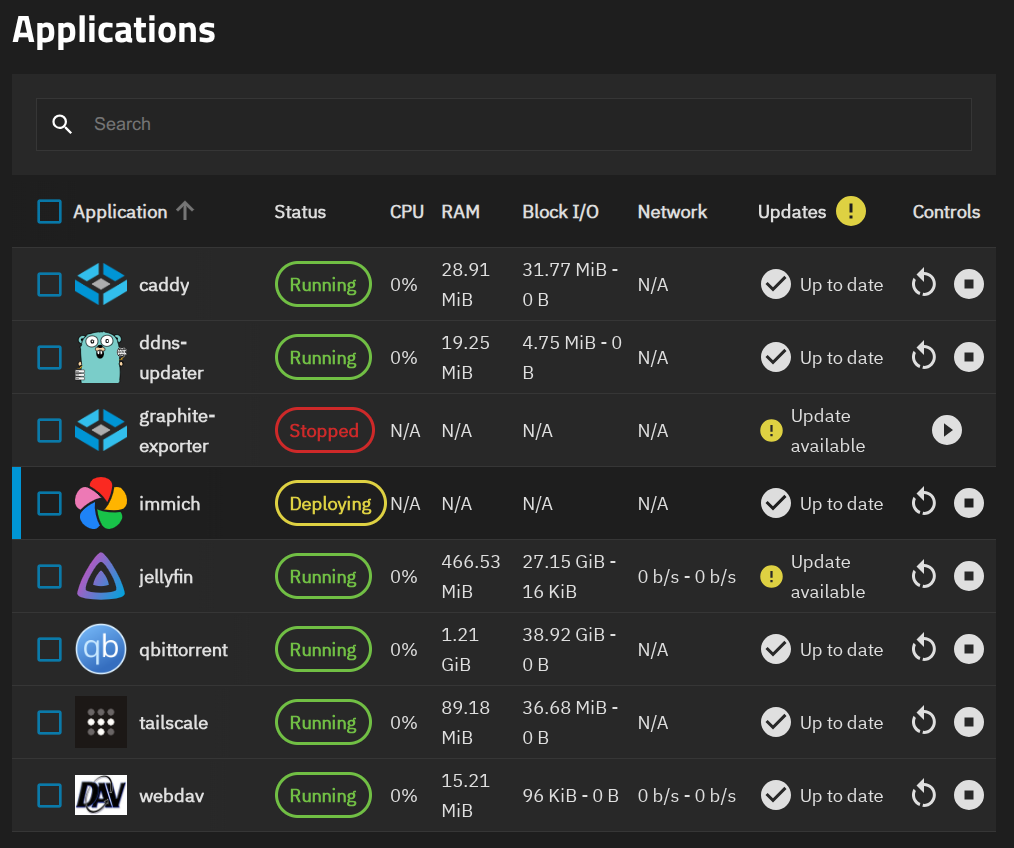 Applications
Search
Application Status CPU RAM Block I/O Network Updates Controls
caddy Running 0% 28.91 MiB 31.77 MiB - 0 B N/A Up to date
ddns-updater Running 0% 19.25 MiB 4.75 MiB - 0 B N/A Up to date
graphite-exporter Stopped N/A N/A N/A N/A Update available
immich Deploying N/A N/A N/A N/A Up to date
jellyfin Running 0% 466.53 MiB 27.15 GiB - 16 KiB 0 b/s - 0 b/s Update available
qb qbittorrent Running 0% 1.21 GiB 38.92 GiB - 0 B N/A Up to date
tailscale Running 0% 89.18 MiB 36.68 MiB - 0 B N/A Up to date
DAV webdav Running 0% 15.21 MiB 96 KiB - 0 B 0 b/s - 0 b/s Up to date